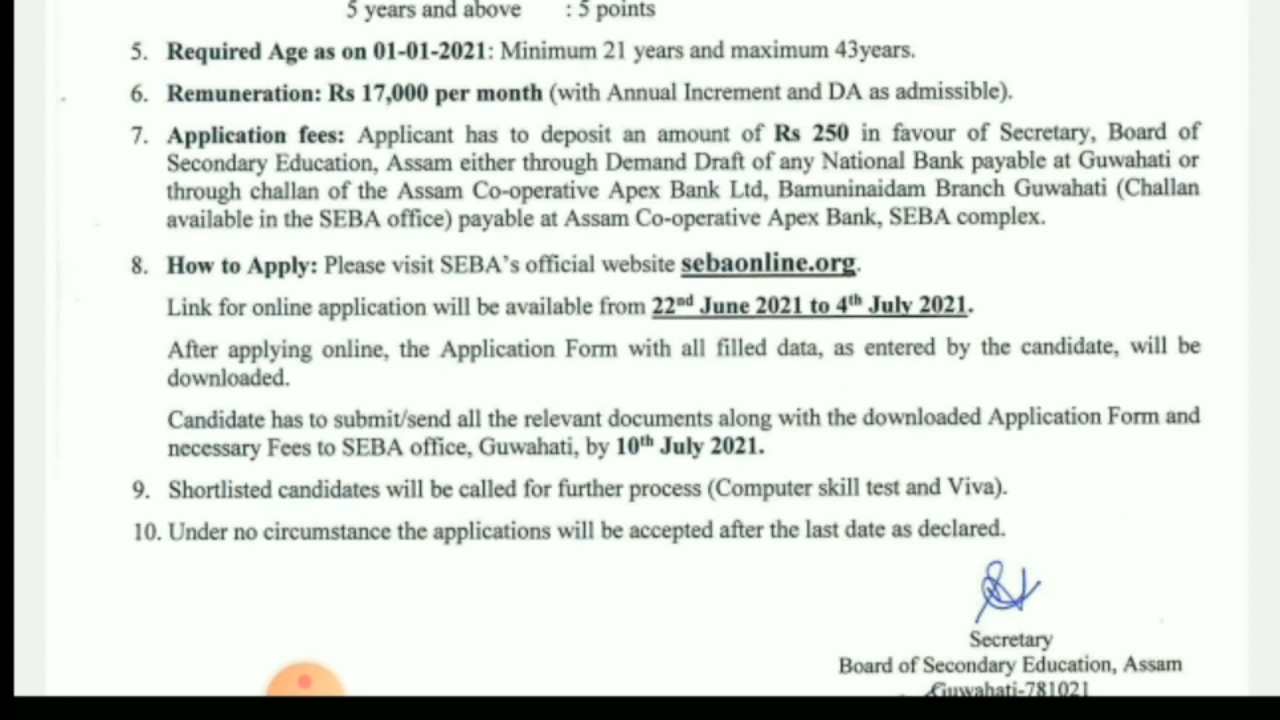 5 years and above : 5 points
5. Required Age as on 01-01-2021: Minimum 21 years and maximum 43years.
6. Remuneration: Rs 17,000 per month (with Annual Increment and DA as admissible).
7. Application fees: Applicant has to deposit an amount of Rs 250 in favour of Secretary, Board of
Secondary Education, Assam either through Demand Draft of any National Bank payable at Guwahati or
through challan of the Assam Co-operative Apex Bank Ltd, Bamuninaidam Branch Guwahati (Challan
available in the SEBA office) payable at Assam Co-operative Apex Bank, SEBA complex.
8. How to Apply: Please visit SEBA's official website sebaonline.org.
Link for online application will be available from 22nd June 2021 to 4th July 2021.
After applying online, the Application Form with all filled data, as entered by the candidate, will be
downloaded.
Candidate has to submit/send all the relevant documents along with the downloaded Application Form and
necessary Fees to SEBA office, Guwahati, by 10th July 2021.
9. Shortlisted candidates will be called for further process (Computer skill test and Viva).
10. Under no circumstance the applications will be accepted after the last date as declared.
Secretary
Board of Secondary Education, Assam
Guwahati-781021